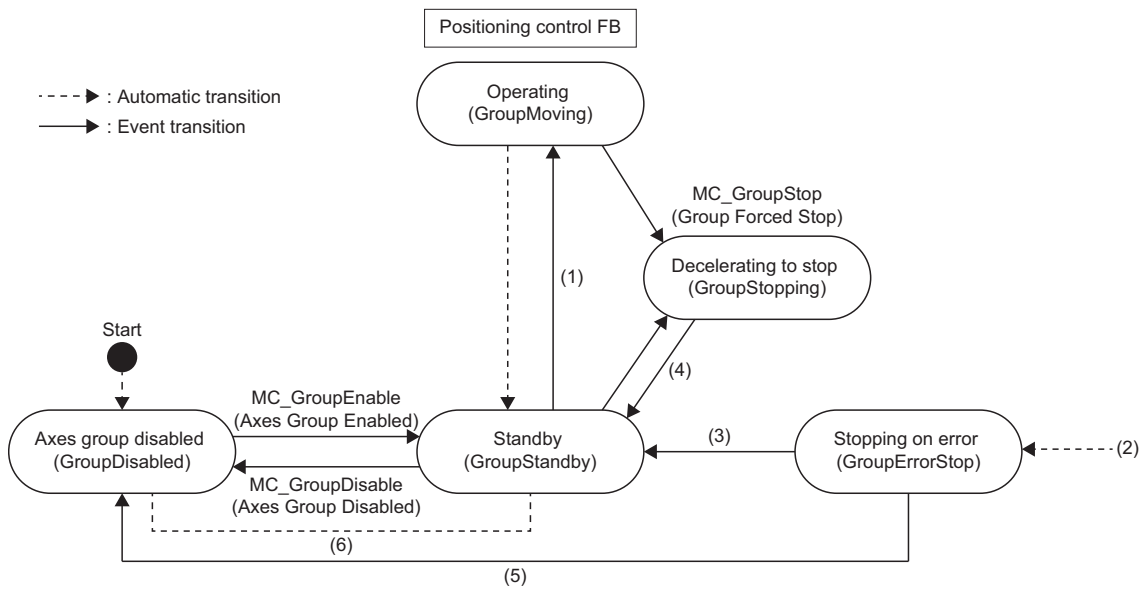 Positioning control FB
Operating
(GroupMoving)
: Automatic transition
: Event transition
MC_GroupStop
(Group Forced Stop)
Decelerating to stop
(GroupStopping)
(1)
Start
(4)
MC_GroupEnable
(Axes Group Enabled)
Axes group disabled
(GroupDisabled)
Standby
(GroupStandby)
(3)
Stopping on error
(GroupErrorStop)
(2)
MC_GroupDisable
(Axes Group Disabled)
(6)
(5)